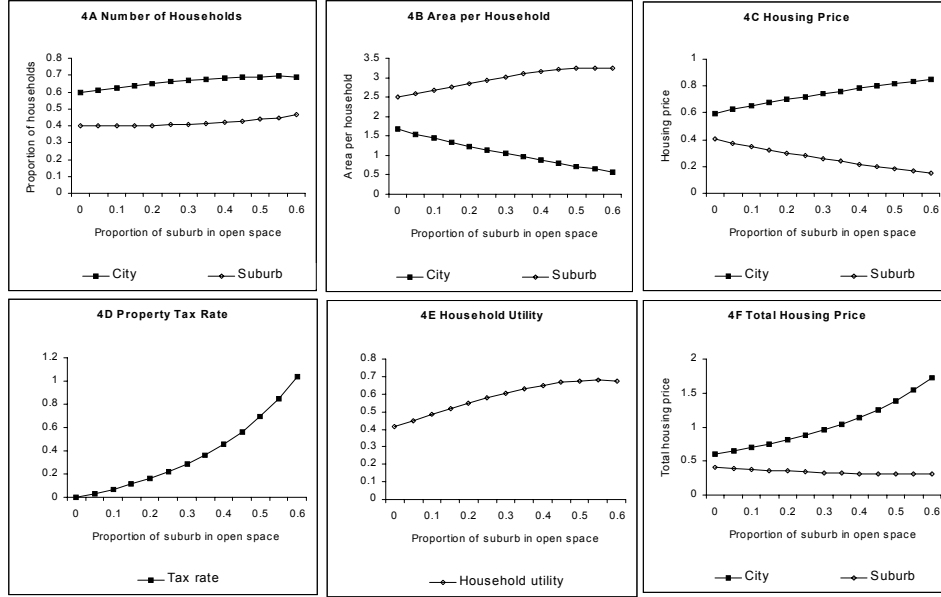 4A Number of Households
Proportion of households
0.8
0.7
0.6
0.5
0.4
0.3
0.2
0.1
0
0 0.1 0.2 0.3 0.4 0.5 0.6
Proportion of suburb in open space
City Suburb
4B Area per Household
Area per household
3.5
3
2.5
2
1.5
1
0.5
0
0 0.1 0.2 0.3 0.4 0.5 0.6
Proportion of suburb in open space
City Suburb
4C Housing Price
Housing price
1
0.8
0.6
0.4
0.2
0
0 0.1 0.2 0.3 0.4 0.5 0.6
Proportion of suburb in open space
City Suburb
4D Property Tax Rate
1.2
1
0.8
0.6
0.4
0.2
0
0 0.1 0.2 0.3 0.4 0.5 0.6
Proportion of suburb in open space
Tax rate
4E Household Utility
0.8
0.7
0.6
0.5
0.4
0.3
0.2
0.1
0
0 0.1 0.2 0.3 0.4 0.5 0.6
Proportion of suburb in open space
Household utility
4F Total Housing Price
Total housing price
2
1.5
1
0.5
0
0 0.1 0.2 0.3 0.4 0.5 0.6
Proportion of suburb in open space
City Suburb